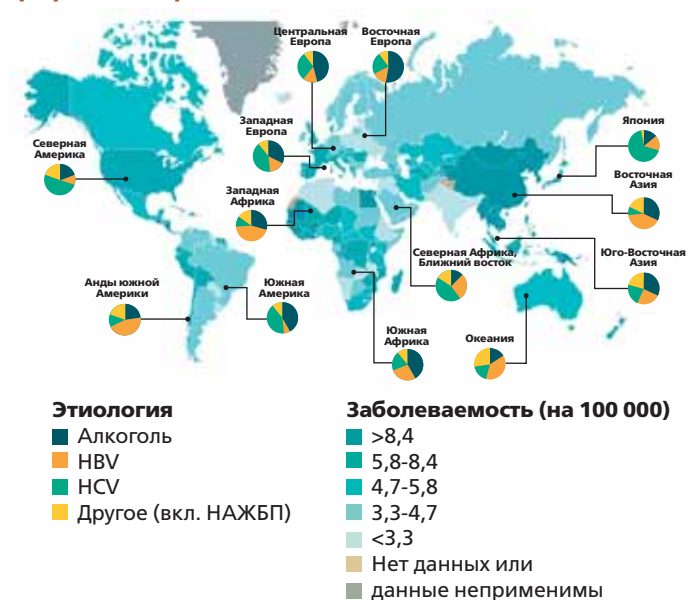 Центральная
Европа
Восточная
Европа
Западная
Европа
Северная
Америка
Япония
Восточная
Азия
Западная
Африка
Северная Африка,
Ближний восток
Юго-Восточная
Азия
Анды южной
Америки
Южная
Америка
Южная
Африка
Океания
Этиология
Алкоголь
HBV
HCV
Другое (вкл. НАЖБП)
Заболеваемость (на 100 000)
>8,4
5,8-8,4
4,7-5,8
3,3-4,7
<3,3
Нет данных или
данные неприменимы